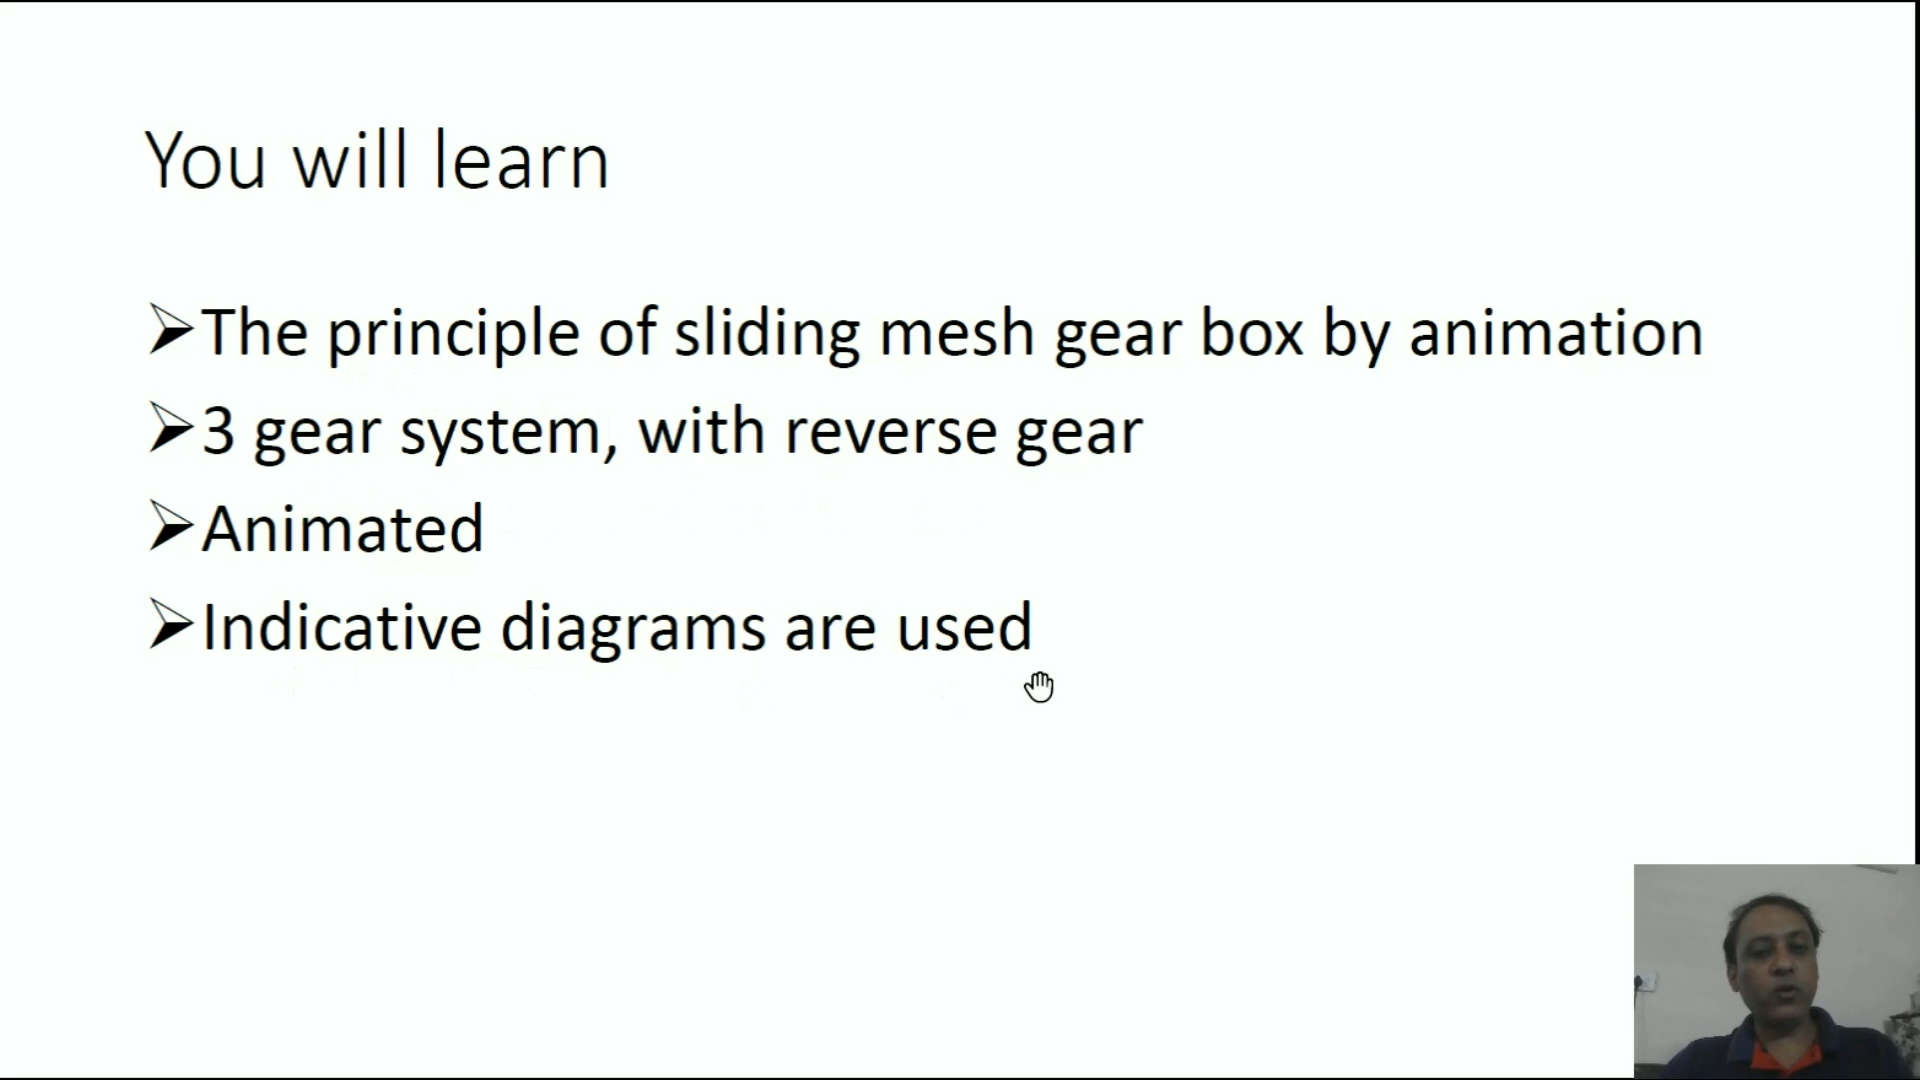 You will learn
➢The principle of sliding mesh gear box by animation
➢3 gear system, with reverse gear
➢Animated
➢Indicative diagrams are used